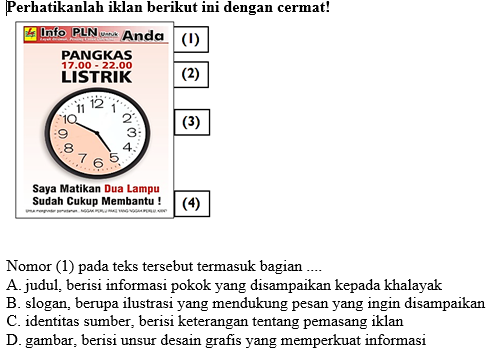 Perhatikanlah iklan berikut ini dengan cermat!
Info PLN Untuk Anda
(1)
PANGKAS
17.00 - 22.00
LISTRIK
(2)
12
11 1
10 2
9 3
8 4
7 5
6
(3)
Saya Matikan Dua Lampu
Sudah Cukup Membantu !
(4)
Nomor (1) pada teks tersebut termasuk bagian ....
A. judul, berisi informasi pokok yang disampaikan kepada khalayak
B. slogan, berupa ilustrasi yang mendukung pesan yang ingin disampaikan
C. identitas sumber, berisi keterangan tentang pemasang iklan
D. gambar, berisi unsur desain grafis yang memperkuat informasi